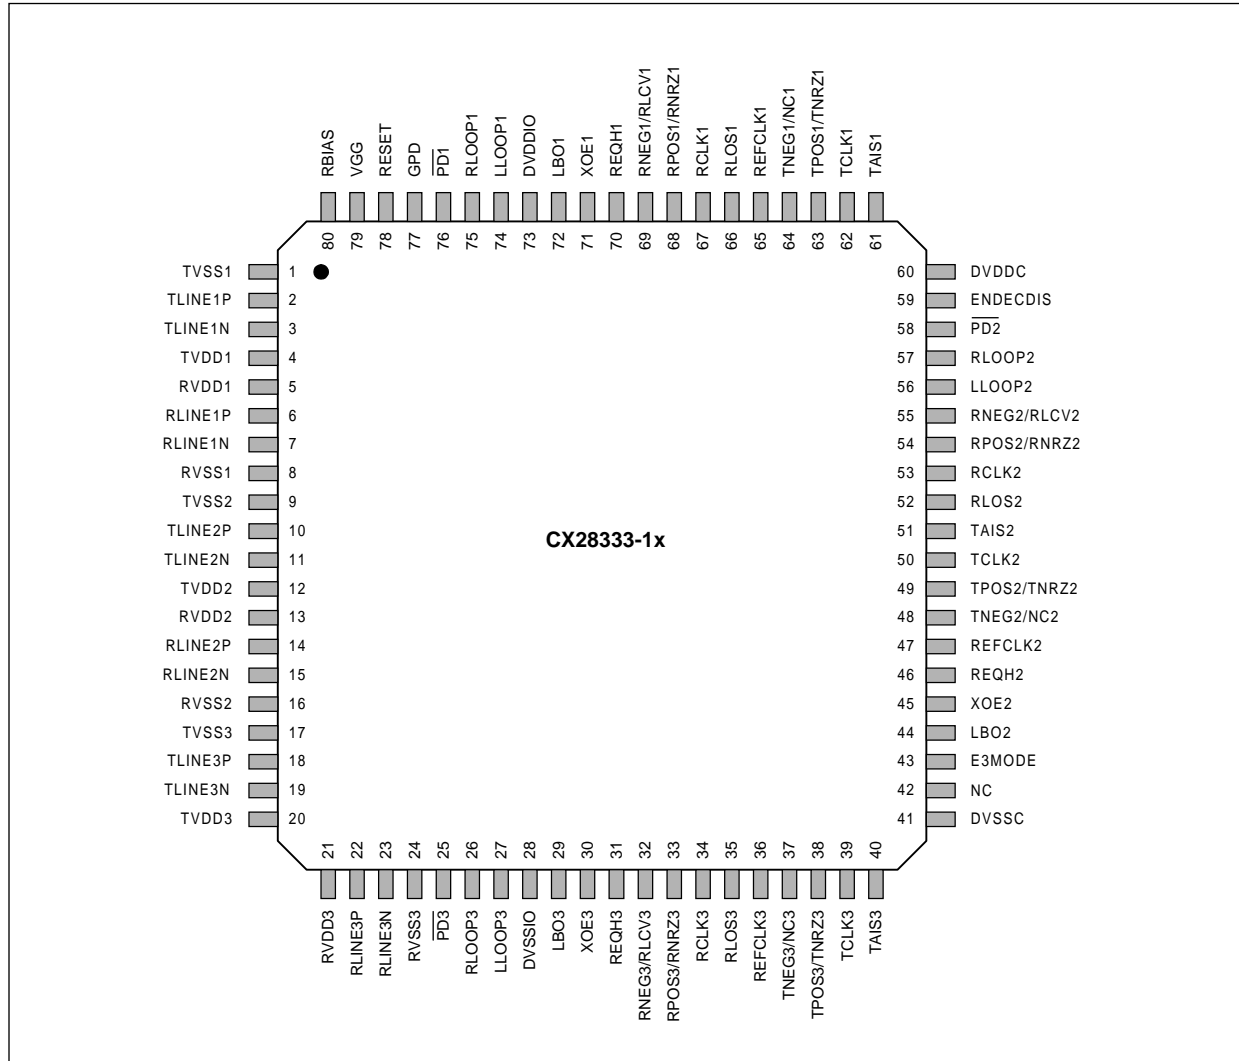 RBIAS
VGG
RESET
GPD
PD1
RLOOP1
LLOOP1
DVDDIO
LBO1
XOE1
REQH1
RNEG1/RLCV1
RPOS1/RNRZ1
RCLK1
RLOS1
REFCLK1
TNEG1/NC1
TPOS1/TNRZ1
TCLK1
TAIS1
80
79
78
77
76
75
74
73
72
71
70
69
68
67
66
65
64
63
62
61
TVSS1 1
TLINE1P 2
TLINE1N 3
TVDD1 4
RVDD1 5
RLINE1P 6
RLINE1N 7
RVSS1 8
TVSS2 9
TLINE2P 10
TLINE2N 11
TVDD2 12
RVDD2 13
RLINE2P 14
RLINE2N 15
RVSS2 16
TVSS3 17
TLINE3P 18
TLINE3N 19
TVDD3 20
CX28333-1x
60 DVDDC
59 ENDECDIS
58 PD2
57 RLOOP2
56 LLOOP2
55 RNEG2/RLCV2
54 RPOS2/RNRZ2
53 RCLK2
52 RLOS2
51 TAIS2
50 TCLK2
49 TPOS2/TNRZ2
48 TNEG2/NC2
47 REFCLK2
46 REQH2
45 XOE2
44 LBO2
43 E3MODE
42 NC
41 DVSSC
21
22
23
24
25
26
27
28
29
30
31
32
33
34
35
36
37
38
39
40
RVDD3
RLINE3P
RLINE3N
RVSS3
PD3
RLOOP3
LLOOP3
DVSSIO
LBO3
XOE3
REQH3
RNEG3/RLCV3
RPOS3/RNRZ3
RCLK3
RLOS3
REFCLK3
TNEG3/NC3
TPOS3/TNRZ3
TCLK3
TAIS3